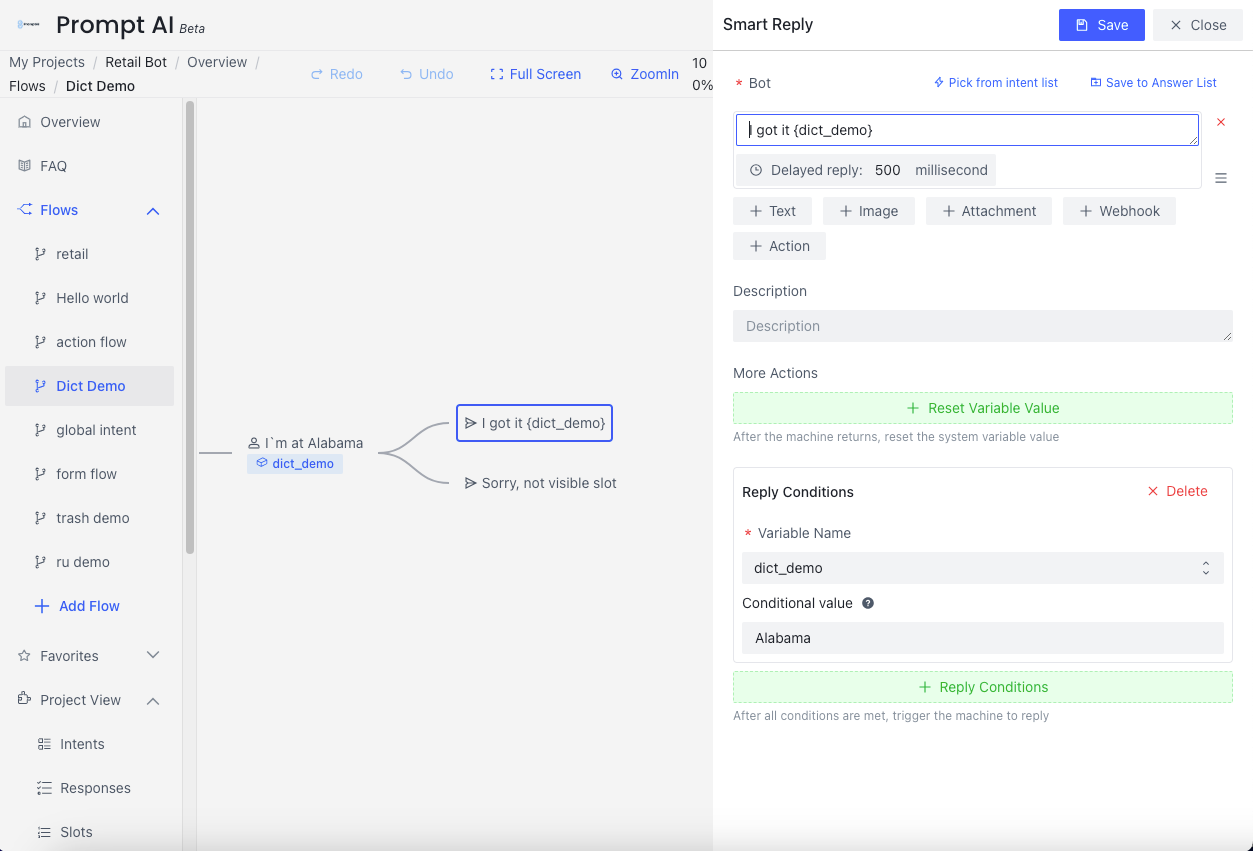 Prompt AI Beta
My Projects / Retail Bot / Overview /
Flows / Dict Demo
Redo
Undo
Full Screen
ZoomIn
10
0%
Overview
FAQ
Flows
retail
Hello world
action flow
Dict Demo
global intent
form flow
trash demo
ru demo
Add Flow
Favorites
Project View
Intents
Responses
Slots
I`m at Alabama
dict_demo
I got it {dict_demo}
Sorry, not visible slot
Smart Reply
Save
Close
* Bot
Pick from intent list
Save to Answer List
I got it {dict_demo}
Delayed reply: 500 millisecond
+ Text
+ Image
+ Attachment
+ Webhook
+ Action
Description
Description
More Actions
+ Reset Variable Value
After the machine returns, reset the system variable value
Reply Conditions
Delete
* Variable Name
dict_demo
Conditional value ?
Alabama
+ Reply Conditions
After all conditions are met, trigger the machine to reply